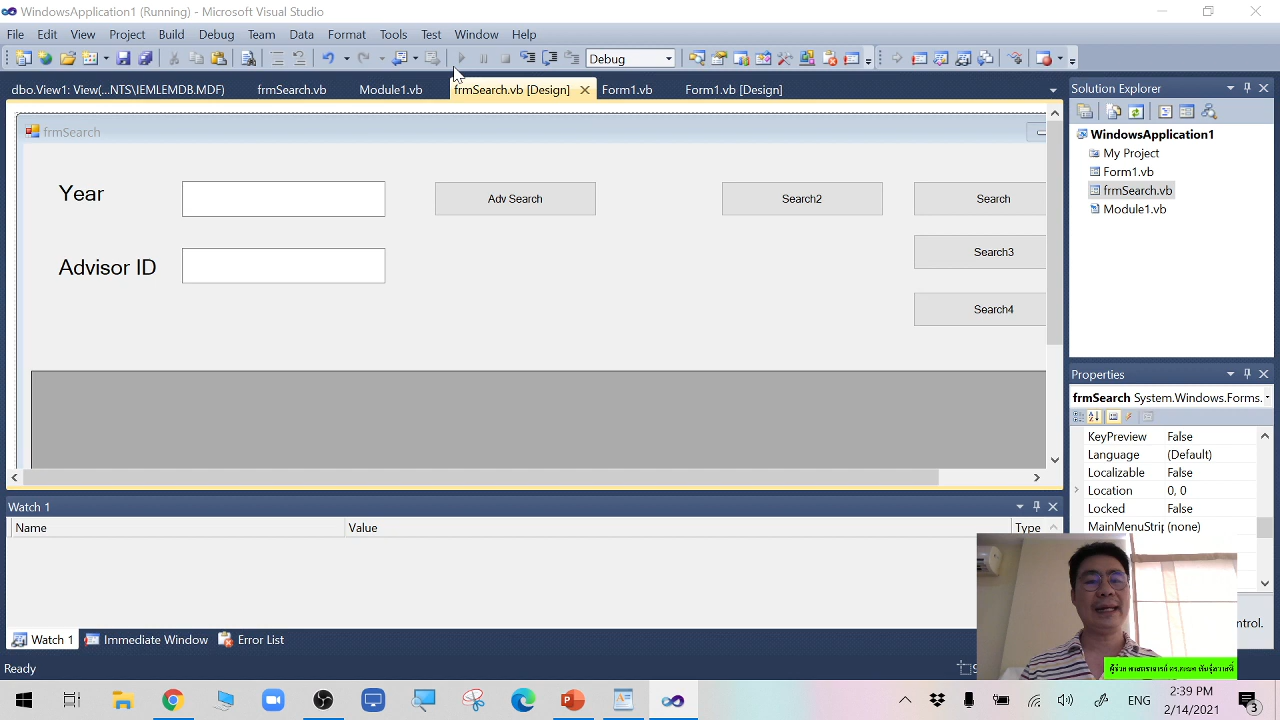 WindowsApplication1 (Running) - Microsoft Visual Studio
File Edit View Project Build Debug Team Data Format Tools Test Window Help
Debug
dbo.View1: View(...NTS\IEMLEMDB.MDF) frmSearch.vb Module1.vb frmSearch.vb [Design] Form1.vb Form1.vb [Design]
Solution Explorer
WindowsApplication1
My Project
Form1.vb
frmSearch.vb
Module1.vb
frmSearch
Year
Adv Search
Search2
Search
Advisor ID
Search3
Search4
Properties
frmSearch System.Windows.Forms.
KeyPreview False
Language (Default)
Localizable False
Location 0, 0
Locked False
MainMenuStrip (none)
Watch 1
Name Value Type
ntrol.
Watch 1 Immediate Window Error List
Ready
ENG
2:39 PM
2/14/2021
3